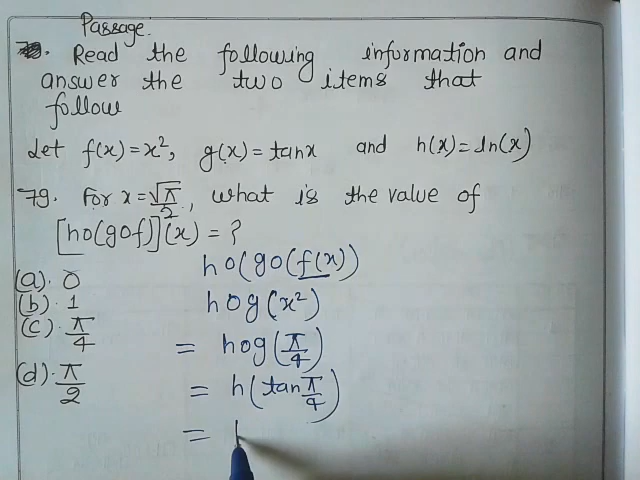 Passage.
Read the following information and
answer the two items that
follow
Let f(x)=x², g(x)=tanx and h(x)=ln(x)
79. For x=√π/2, what is the value of
[ho(gof)](x)=?
(a). 0
(b). 1
(c). π/4
(d). π/2
ho(go(f(x))
hog(x²)
= hog(π/4)
= h(tan π/4)
=